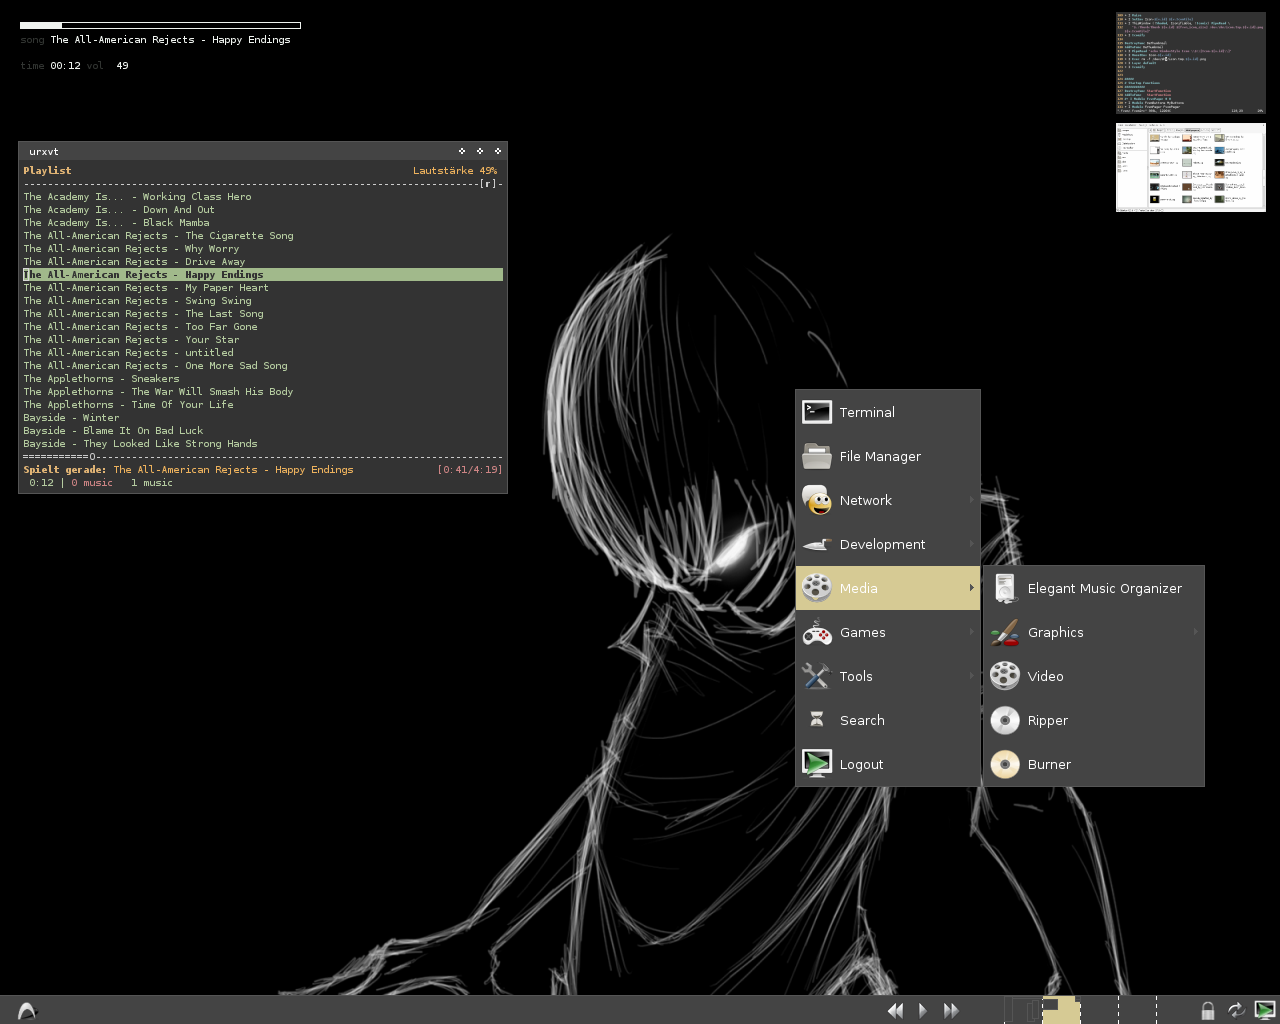 song The All-American Rejects - Happy Endings
time 00:12 vol 49
urxvt
Playlist Lautstärke 49%
------------------------------------------------------------------------[r]-
The Academy Is... - Working Class Hero
The Academy Is... - Down And Out
The Academy Is... - Black Mamba
The All-American Rejects - The Cigarette Song
The All-American Rejects - Why Worry
The All-American Rejects - Drive Away
The All-American Rejects - Happy Endings
The All-American Rejects - My Paper Heart
The All-American Rejects - Swing Swing
The All-American Rejects - The Last Song
The All-American Rejects - Too Far Gone
The All-American Rejects - Your Star
The All-American Rejects - untitled
The All-American Rejects - One More Sad Song
The Applethorns - Sneakers
The Applethorns - The War Will Smash His Body
The Applethorns - Time Of Your Life
Bayside - Winter
Bayside - Blame It On Bad Luck
Bayside - They Looked Like Strong Hands
===========O--------------------------------------------------------------------
Spielt gerade: The All-American Rejects - Happy Endings [0:41/4:19]
0:12 | 0 music 1 music
Terminal
File Manager
Network
Development
Media
Games
Tools
Search
Logout
Elegant Music Organizer
Graphics
Video
Ripper
Burner